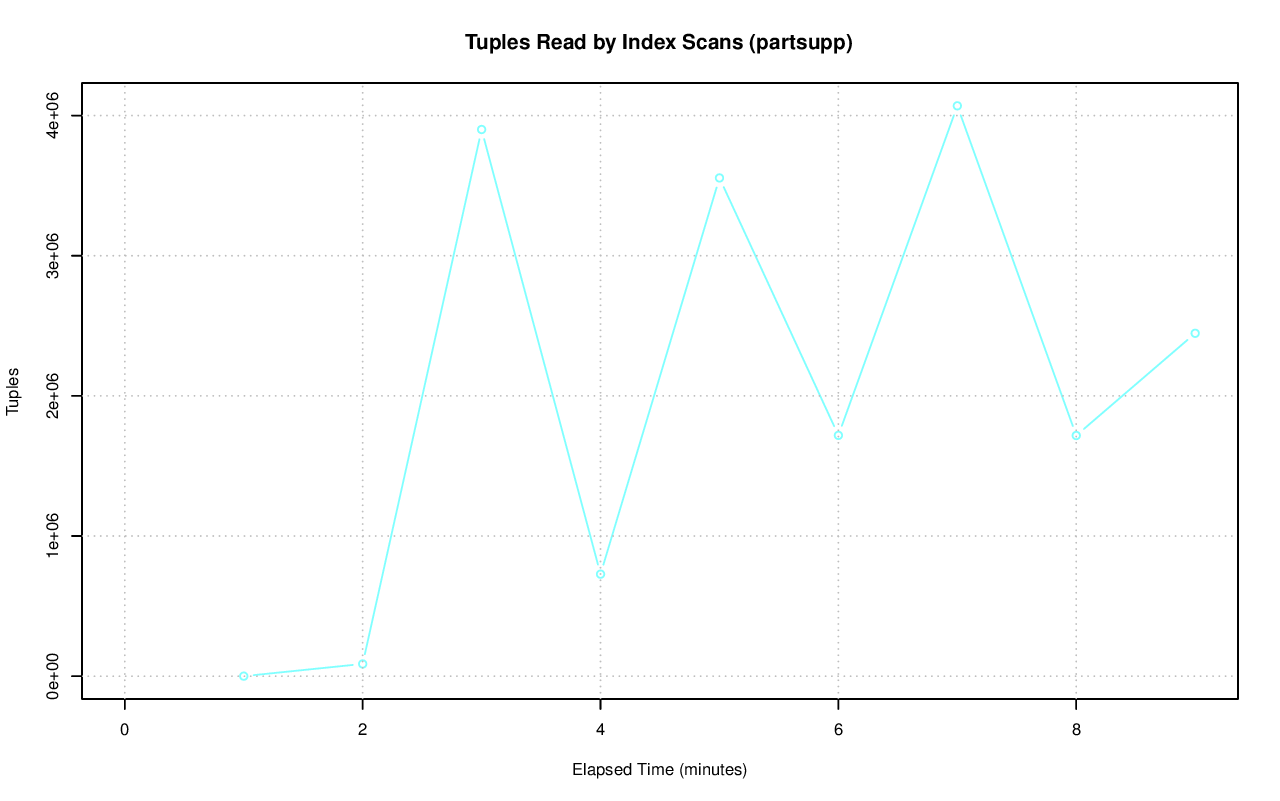 Tuples Read by Index Scans (partsupp)
4e+06
3e+06
2e+06
1e+06
0e+00
Tuples
0 2 4 6 8
Elapsed Time (minutes)